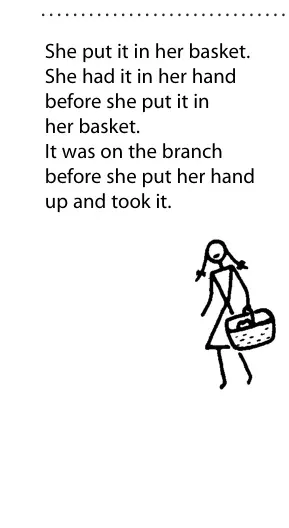 She put it in her basket.
She had it in her hand
before she put it in
her basket.
It was on the branch
before she put her hand
up and took it.